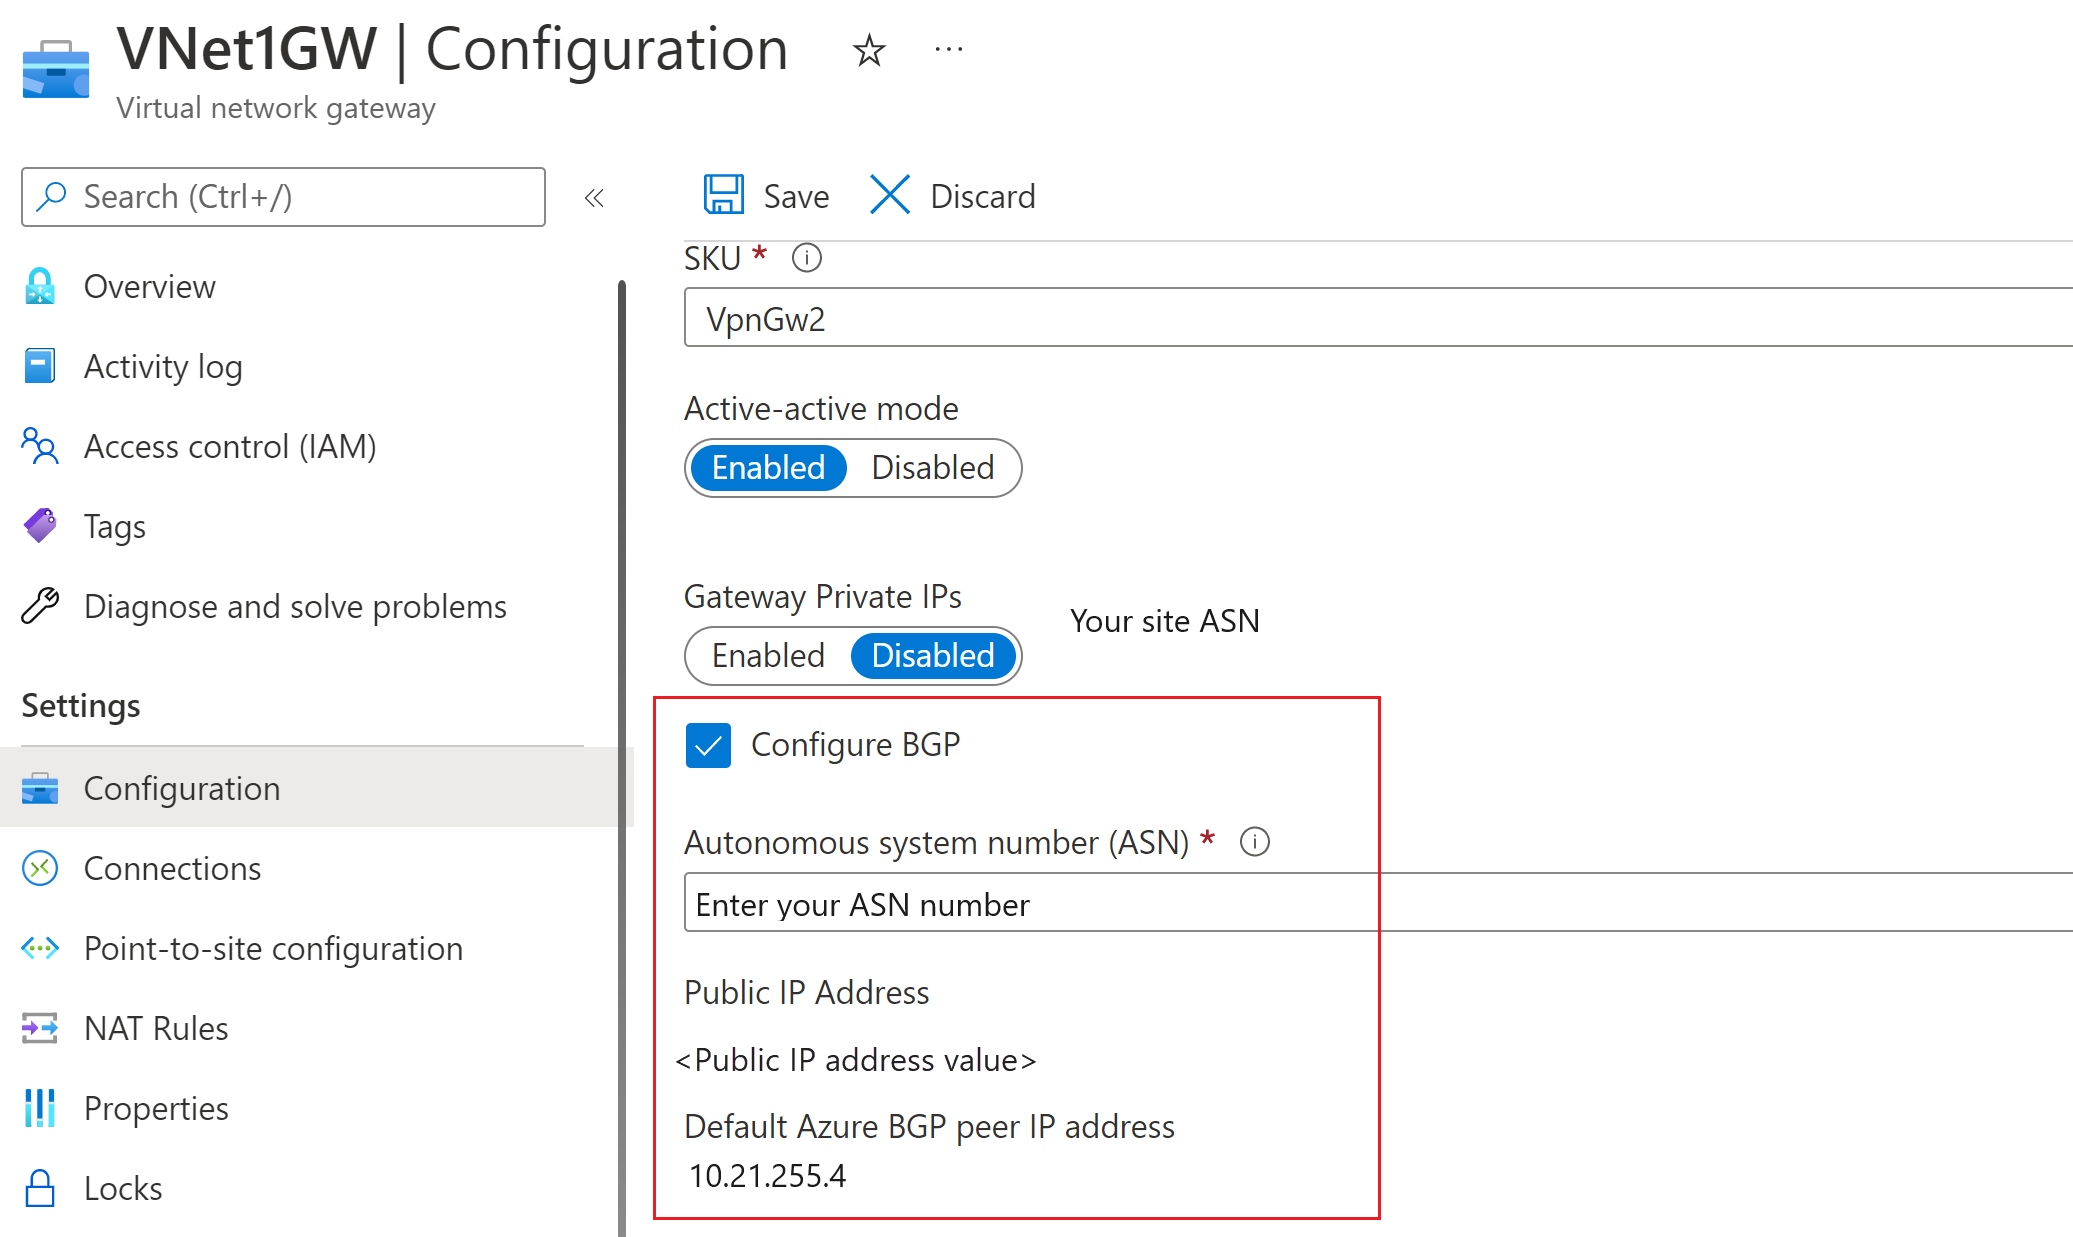 VNet1GW | Configuration
Virtual network gateway
Search (Ctrl+/)
Overview
Activity log
Access control (IAM)
Tags
Diagnose and solve problems
Settings
Configuration
Connections
Point-to-site configuration
NAT Rules
Properties
Locks
Save
Discard
SKU *
VpnGw2
Active-active mode
Enabled Disabled
Gateway Private IPs
Enabled Disabled
Your site ASN
Configure BGP
Autonomous system number (ASN) *
Enter your ASN number
Public IP Address
<Public IP address value>
Default Azure BGP peer IP address
10.21.255.4